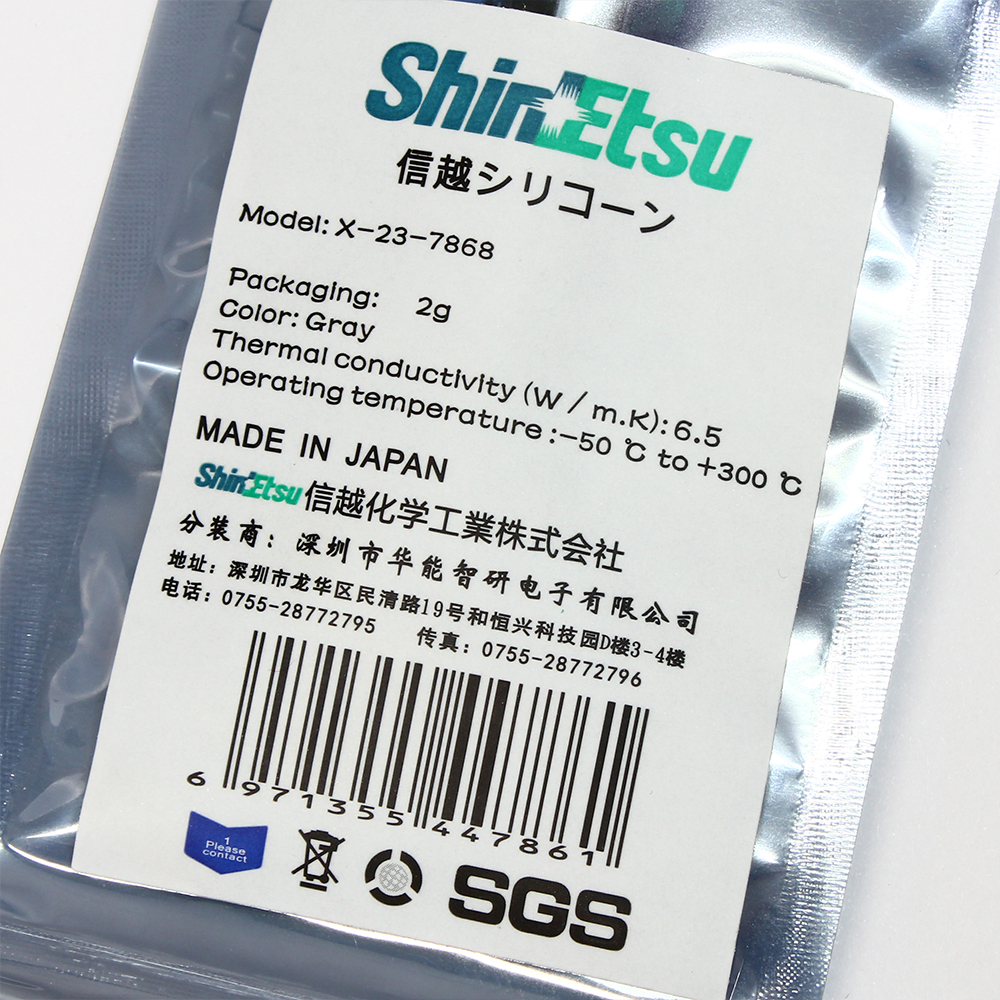 ShinEtsu
信越シリコーン
Model: X-23-7868
Packaging: 2g
Color: Gray
Thermal conductivity (W / m.K): 6.5
Operating temperature :-50 ℃ to +300 ℃
MADE IN JAPAN
ShinEtsu 信越化学工業株式会社
分装商：深圳市华能智研电子有限公司
地址：深圳市龙华区民清路19号和恒兴科技园D楼3-4楼
电话：0755-28772795 传真：0755-28772796
6 971355 447861
1
Please
contact
SGS